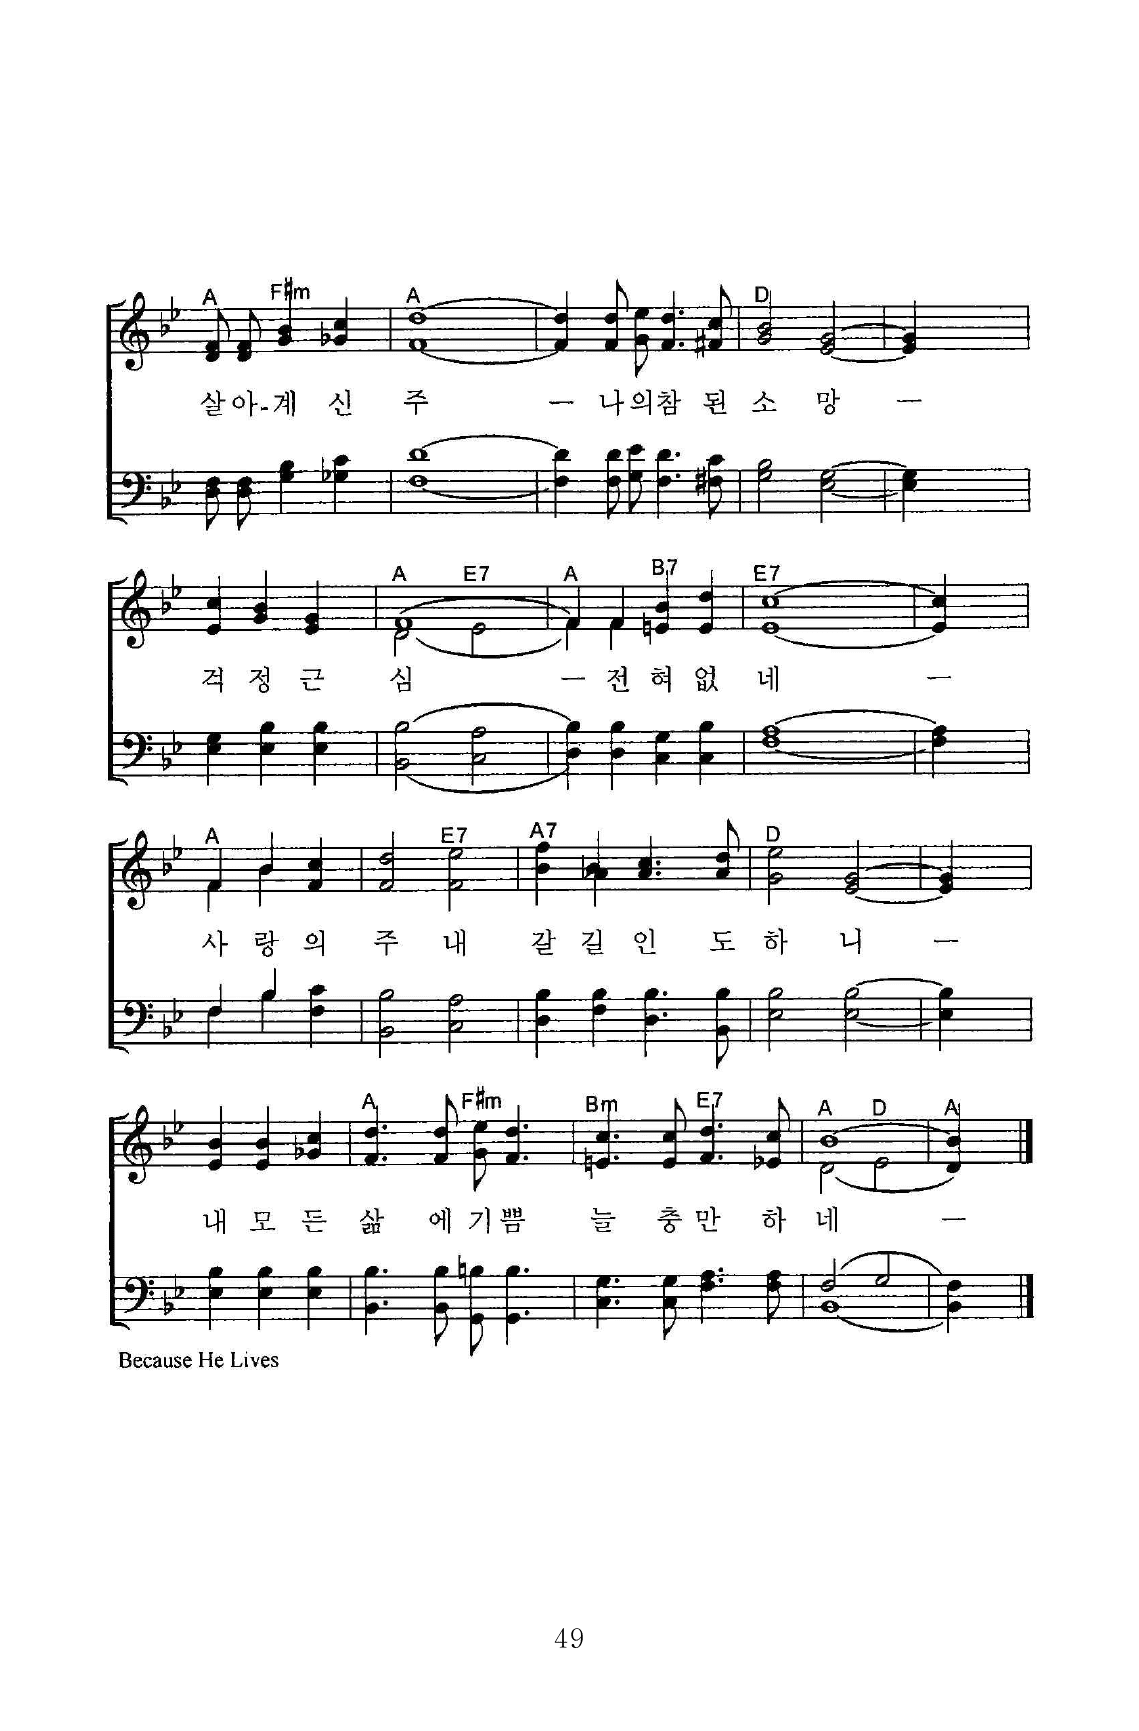 A F#m A D
살 아-계 신 주 ㅡ 나 의 참 된 소 망 ㅡ
A E7 A B7 E7
걱 정 근 심 ㅡ 전 혀 없 네 ㅡ
A E7 A7 D
사 랑 의 주 내 갈 길 인 도 하 니 ㅡ
A F#m Bm E7 A D A
내 모 든 삶 에 기 쁨 늘 충 만 하 네 ㅡ
Because He Lives
49